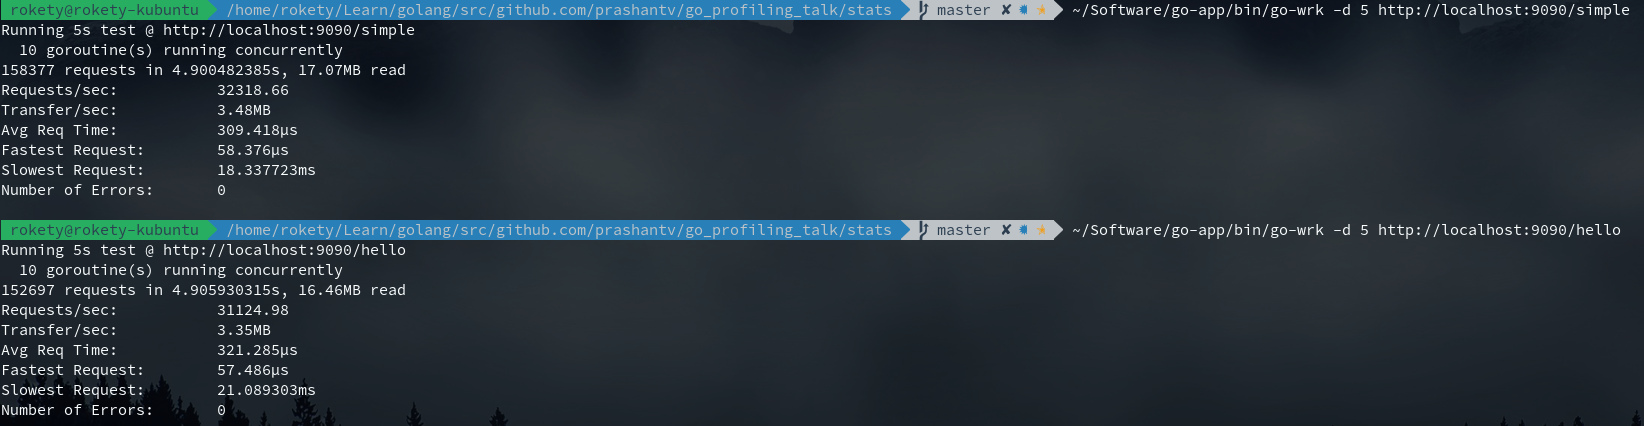 rokety@rokety-kubuntu /home/rokety/Learn/golang/src/github.com/prashantv/go_profiling_talk/stats master ✘ ✹ ✭ ~/Software/go-app/bin/go-wrk -d 5 http://localhost:9090/simple
Running 5s test @ http://localhost:9090/simple
  10 goroutine(s) running concurrently
158377 requests in 4.900482385s, 17.07MB read
Requests/sec:           32318.66
Transfer/sec:           3.48MB
Avg Req Time:           309.418µs
Fastest Request:        58.376µs
Slowest Request:        18.337723ms
Number of Errors:       0
rokety@rokety-kubuntu /home/rokety/Learn/golang/src/github.com/prashantv/go_profiling_talk/stats master ✘ ✹ ✭ ~/Software/go-app/bin/go-wrk -d 5 http://localhost:9090/hello
Running 5s test @ http://localhost:9090/hello
  10 goroutine(s) running concurrently
152697 requests in 4.905930315s, 16.46MB read
Requests/sec:           31124.98
Transfer/sec:           3.35MB
Avg Req Time:           321.285µs
Fastest Request:        57.486µs
Slowest Request:        21.089303ms
Number of Errors:       0